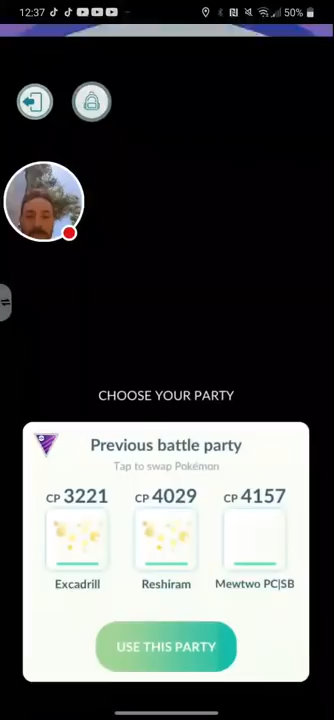 12:37
50%
CHOOSE YOUR PARTY
Previous battle party
Tap to swap Pokémon
CP 3221 CP 4029 CP 4157
Excadrill Reshiram Mewtwo PC|SB
USE THIS PARTY